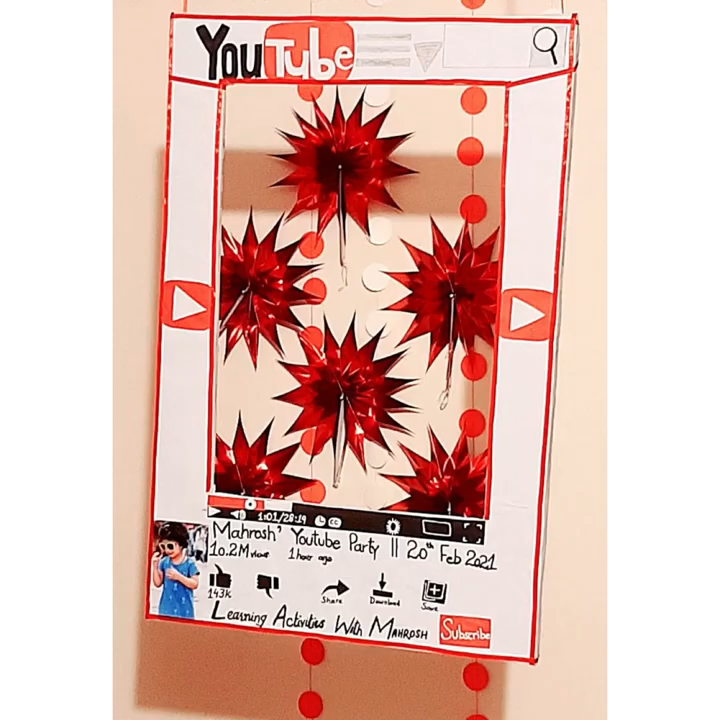 YouTube
1:01/28:19 CC
Mahrosh' Youtube Party || 20th Feb 2021
10.2M views 1 hour ago
143K Share Download Save
Learning Activities With MAHROSH Subscribe